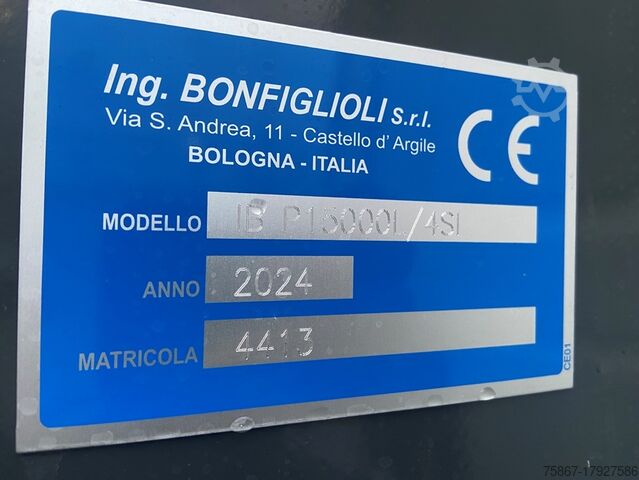 Ing. BONFIGLIOLI s.r.l.
Via S. Andrea, 11 - Castello d' Argile
BOLOGNA - ITALIA
CE
MODELLO IB P15000L/4SI
ANNO 2024
MATRICOLA 4413
CE01
75867-17927586